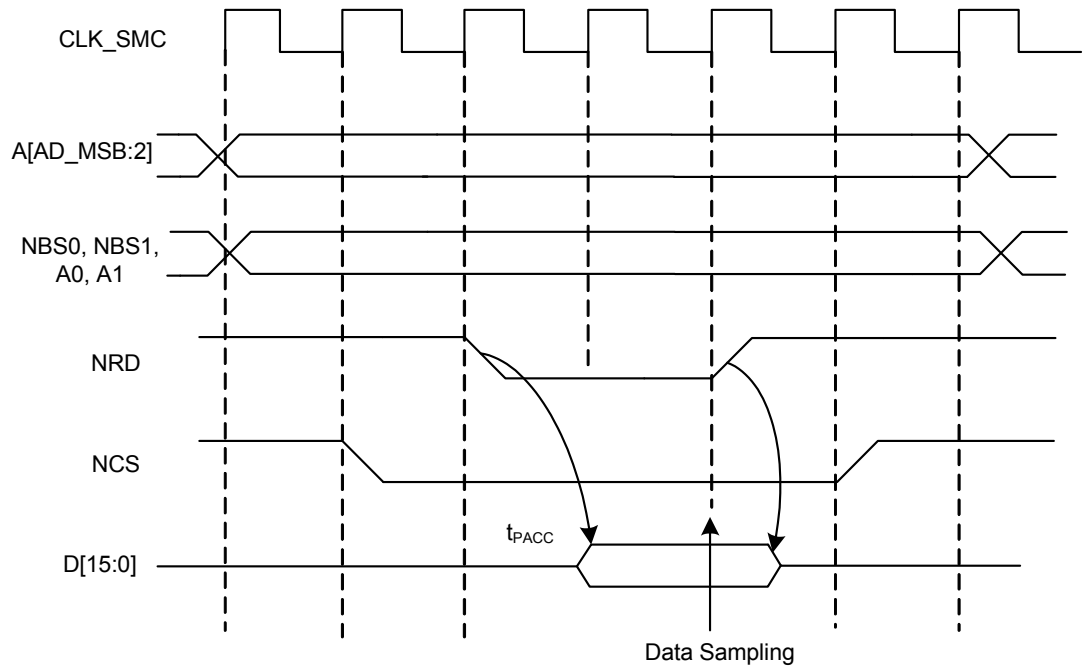 CLK_SMC
A[AD_MSB:2]
NBS0, NBS1,
A0, A1
NRD
NCS
tPACC
D[15:0]
Data Sampling